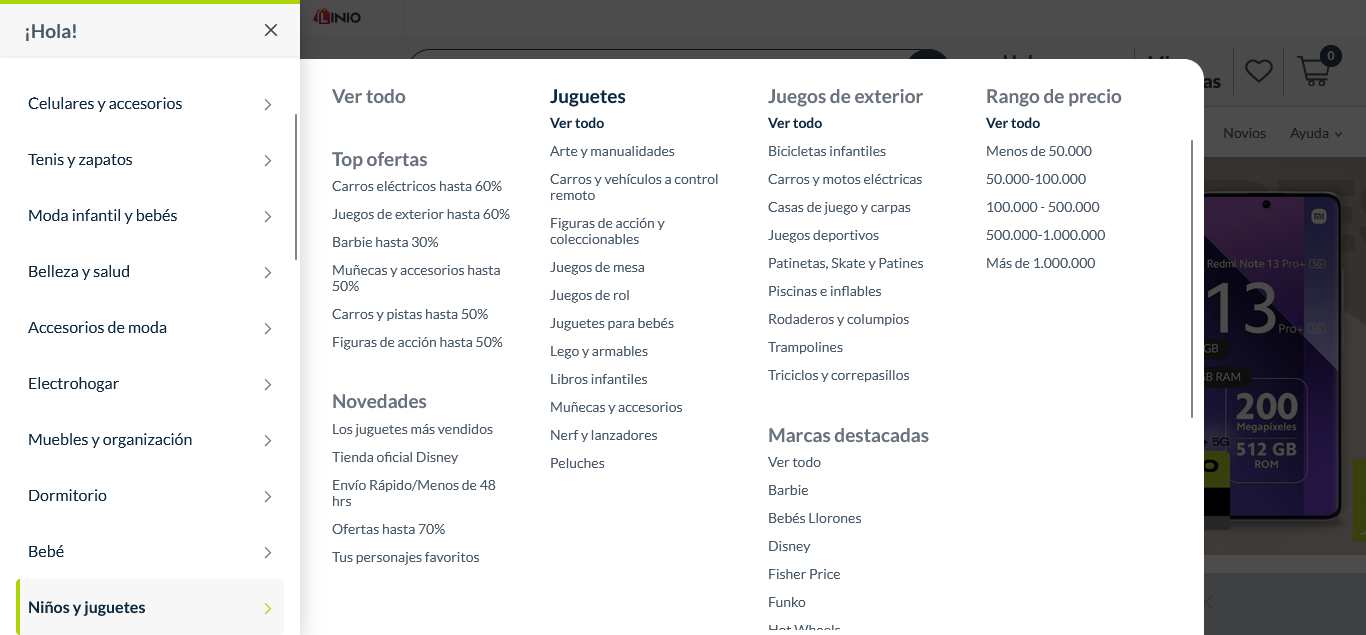 LINIO
¡Hola!
Celulares y accesorios
Tenis y zapatos
Moda infantil y bebés
Belleza y salud
Accesorios de moda
Electrohogar
Muebles y organización
Dormitorio
Bebé
Niños y juguetes
Ver todo
Top ofertas
Carros eléctricos hasta 60%
Juegos de exterior hasta 60%
Barbie hasta 30%
Muñecas y accesorios hasta
50%
Carros y pistas hasta 50%
Figuras de acción hasta 50%
Novedades
Los juguetes más vendidos
Tienda oficial Disney
Envío Rápido/Menos de 48
hrs
Ofertas hasta 70%
Tus personajes favoritos
Juguetes
Ver todo
Arte y manualidades
Carros y vehículos a control
remoto
Figuras de acción y
coleccionables
Juegos de mesa
Juegos de rol
Juguetes para bebés
Lego y armables
Libros infantiles
Muñecas y accesorios
Nerf y lanzadores
Peluches
Juegos de exterior
Ver todo
Bicicletas infantiles
Carros y motos eléctricas
Casas de juego y carpas
Juegos deportivos
Patinetas, Skate y Patines
Piscinas e inflables
Rodaderos y columpios
Trampolines
Triciclos y correpasillos
Marcas destacadas
Ver todo
Barbie
Bebés Llorones
Disney
Fisher Price
Funko
Hot Wheels
Rango de precio
Ver todo
Menos de 50.000
50.000-100.000
100.000 - 500.000
500.000-1.000.000
Más de 1.000.000
0
as
Novios
Ayuda
mi
Redmi Note 13 Pro+ 5G
13
Pro+ 5G
GB
B RAM
200
Megapíxeles
+ 5G
512 GB
ROM